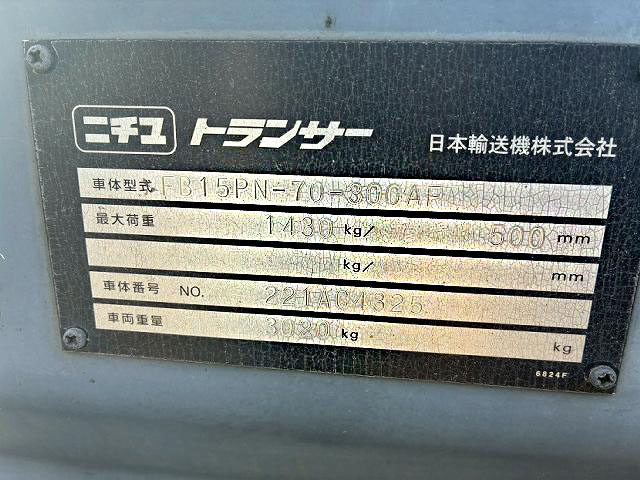 ニチユ トランサー 日本輸送機株式会社
車体型式 FB15PN-70-300AF
最大荷重 1430 kg/ 500 mm
kg/ mm
車体番号 NO. 221AC4325
車両重量 3020 kg kg
6824F